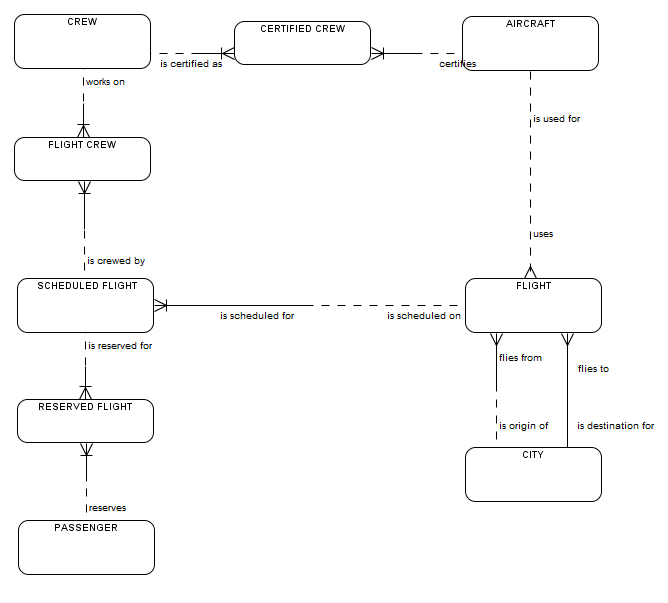 CREW
CERTIFIED CREW
AIRCRAFT
is certified as
certifies
works on
is used for
FLIGHT CREW
uses
is crewed by
SCHEDULED FLIGHT
FLIGHT
is scheduled for
is scheduled on
is reserved for
flies from
flies to
RESERVED FLIGHT
is origin of
is destination for
CITY
reserves
PASSENGER